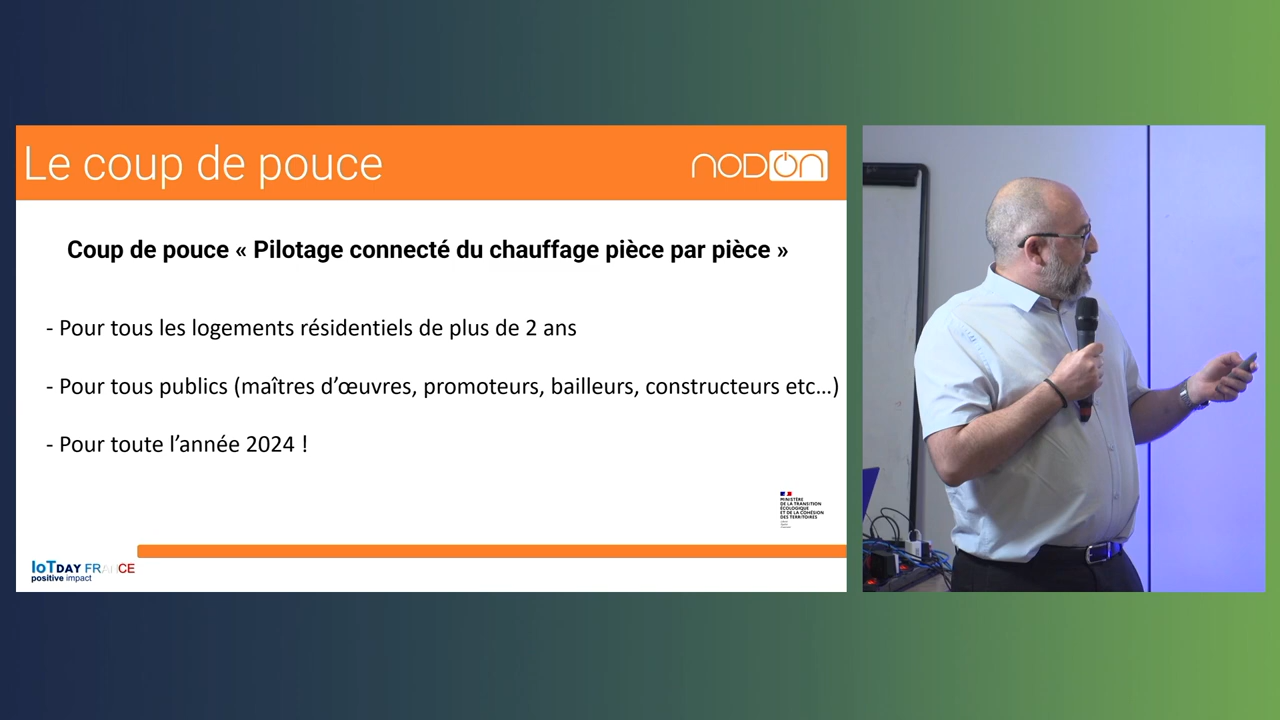 Le coup de pouce
NODON
Coup de pouce « Pilotage connecté du chauffage pièce par pièce »
- Pour tous les logements résidentiels de plus de 2 ans
- Pour tous publics (maîtres d’œuvres, promoteurs, bailleurs, constructeurs etc…)
- Pour toute l’année 2024 !
MINISTÈRE
DE LA TRANSITION
ÉCOLOGIQUE
ET DE LA COHÉSION
DES TERRITOIRES
IoTDAY FRANCE
positive impact